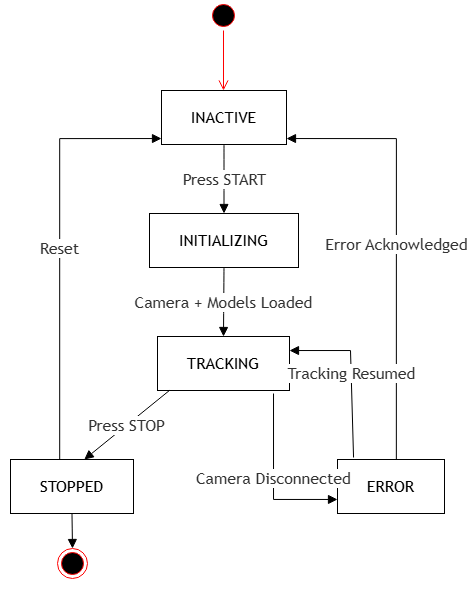 INACTIVE
Press START
Reset
Error Acknowledged
INITIALIZING
Camera + Models Loaded
TRACKING
Tracking Resumed
Press STOP
Camera Disconnected
STOPPED
ERROR